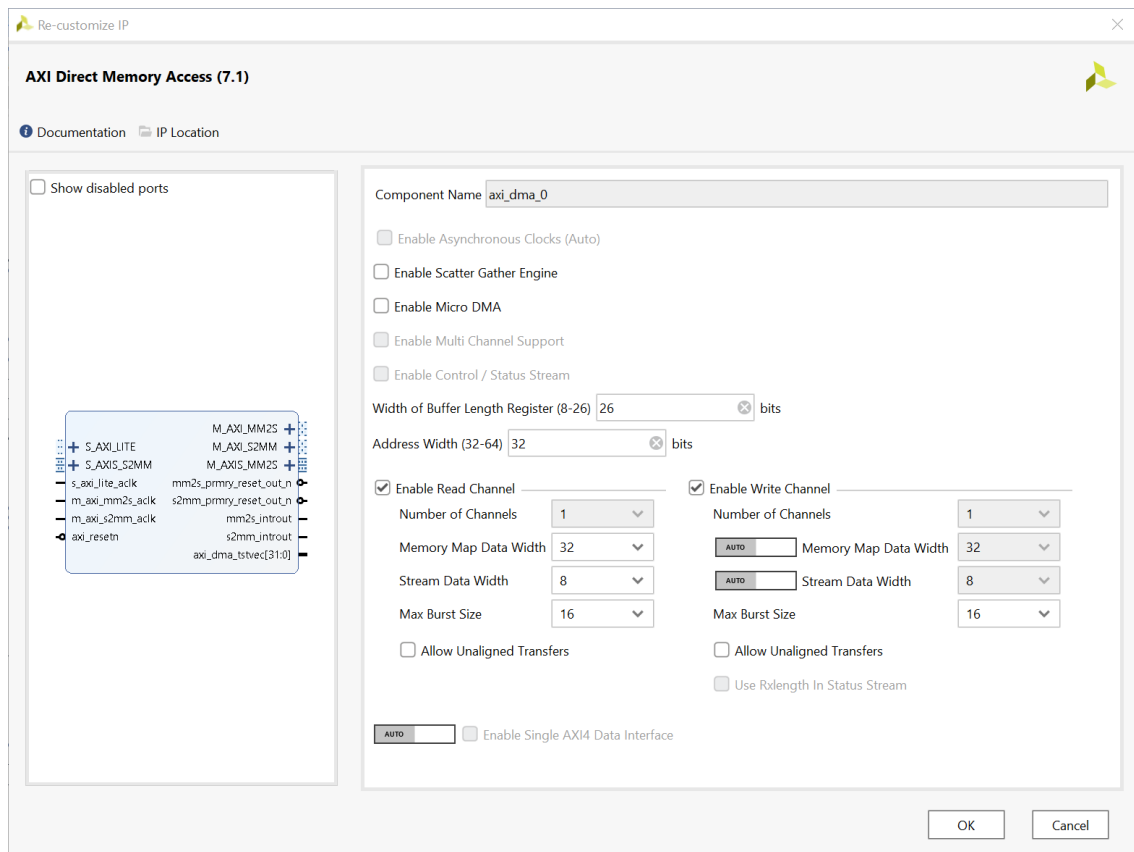 Re-customize IP
AXI Direct Memory Access (7.1)
Documentation IP Location
Show disabled ports
S_AXI_LITE
S_AXIS_S2MM
s_axi_lite_aclk
m_axi_mm2s_aclk
m_axi_s2mm_aclk
axi_resetn
M_AXI_MM2S
M_AXI_S2MM
M_AXIS_MM2S
mm2s_prmry_reset_out_n
s2mm_prmry_reset_out_n
mm2s_introut
s2mm_introut
axi_dma_tstvec[31:0]
Component Name axi_dma_0
Enable Asynchronous Clocks (Auto)
Enable Scatter Gather Engine
Enable Micro DMA
Enable Multi Channel Support
Enable Control / Status Stream
Width of Buffer Length Register (8-26) 26 bits
Address Width (32-64) 32 bits
Enable Read Channel
Number of Channels 1
Memory Map Data Width 32
Stream Data Width 8
Max Burst Size 16
Allow Unaligned Transfers
Enable Write Channel
Number of Channels 1
AUTO Memory Map Data Width 32
AUTO Stream Data Width 8
Max Burst Size 16
Allow Unaligned Transfers
Use Rxlength In Status Stream
AUTO Enable Single AXI4 Data Interface
OK Cancel